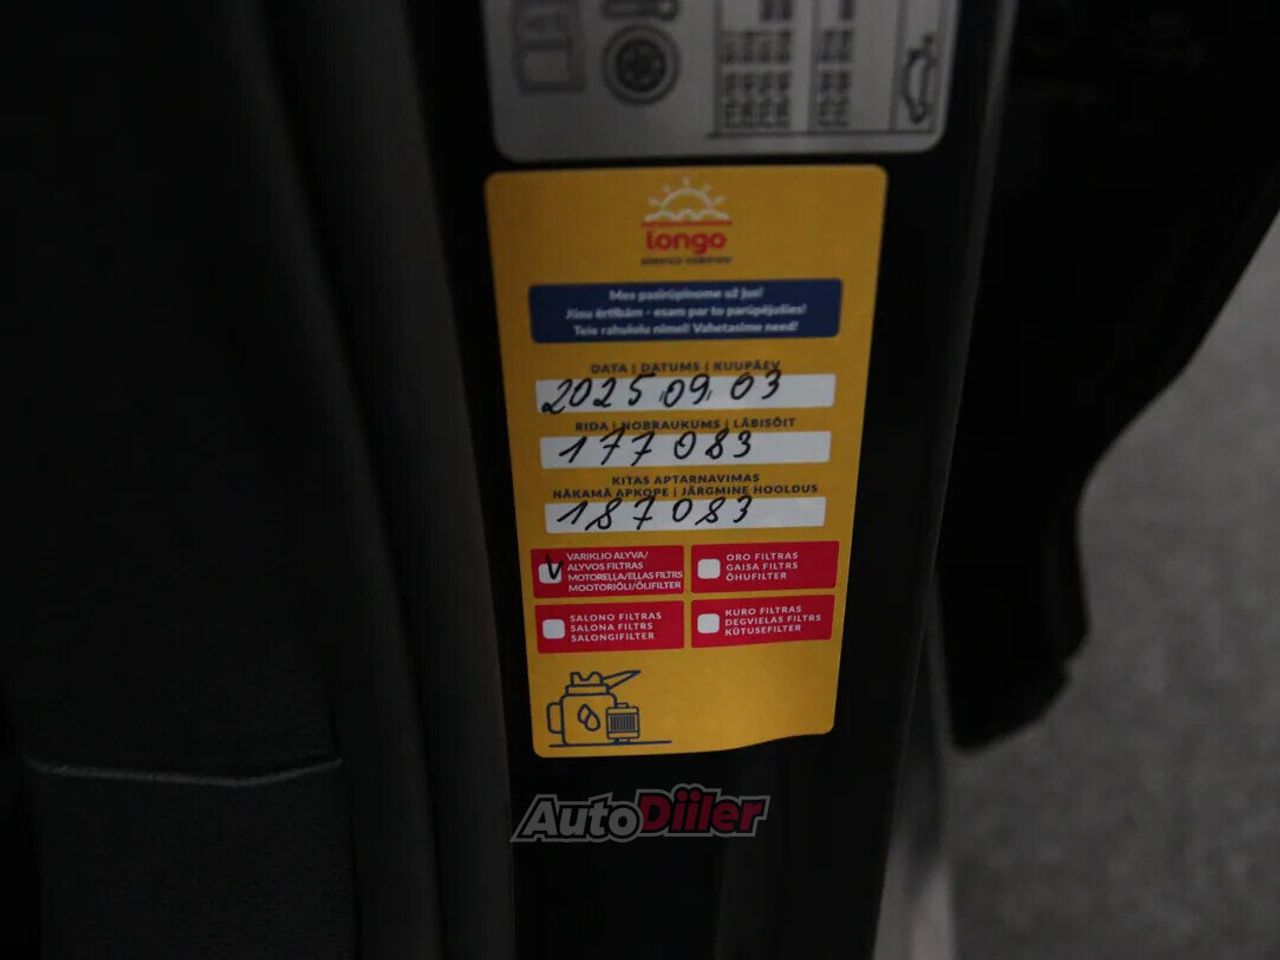 longo
Mes pasirūpinome už jus!
Jūsu ērtībām - esam par to parūpējušies!
Teie rahulolu nimel! Vahetasime need!
DATA | DATUMS | KUUPÄEV
2025.09.03
RIDA | NOBRAUKUMS | LÄBISÕIT
177083
KITAS APTARNAVIMAS
NĀKAMĀ APKOPE | JÄRGMINE HOOLDUS
187083
V
VARIKLIO ALYVA/
ALYVOS FILTRAS
MOTORELLA/ELLAS FILTRS
MOOTORIÕLI/ÕLIFILTER
ORO FILTRAS
GAISA FILTRS
ÕHUFILTER
SALONO FILTRAS
SALONA FILTRS
SALONGIFILTER
KURO FILTRAS
DEGVIELAS FILTRS
KÜTUSEFILTER
AutoDiiler